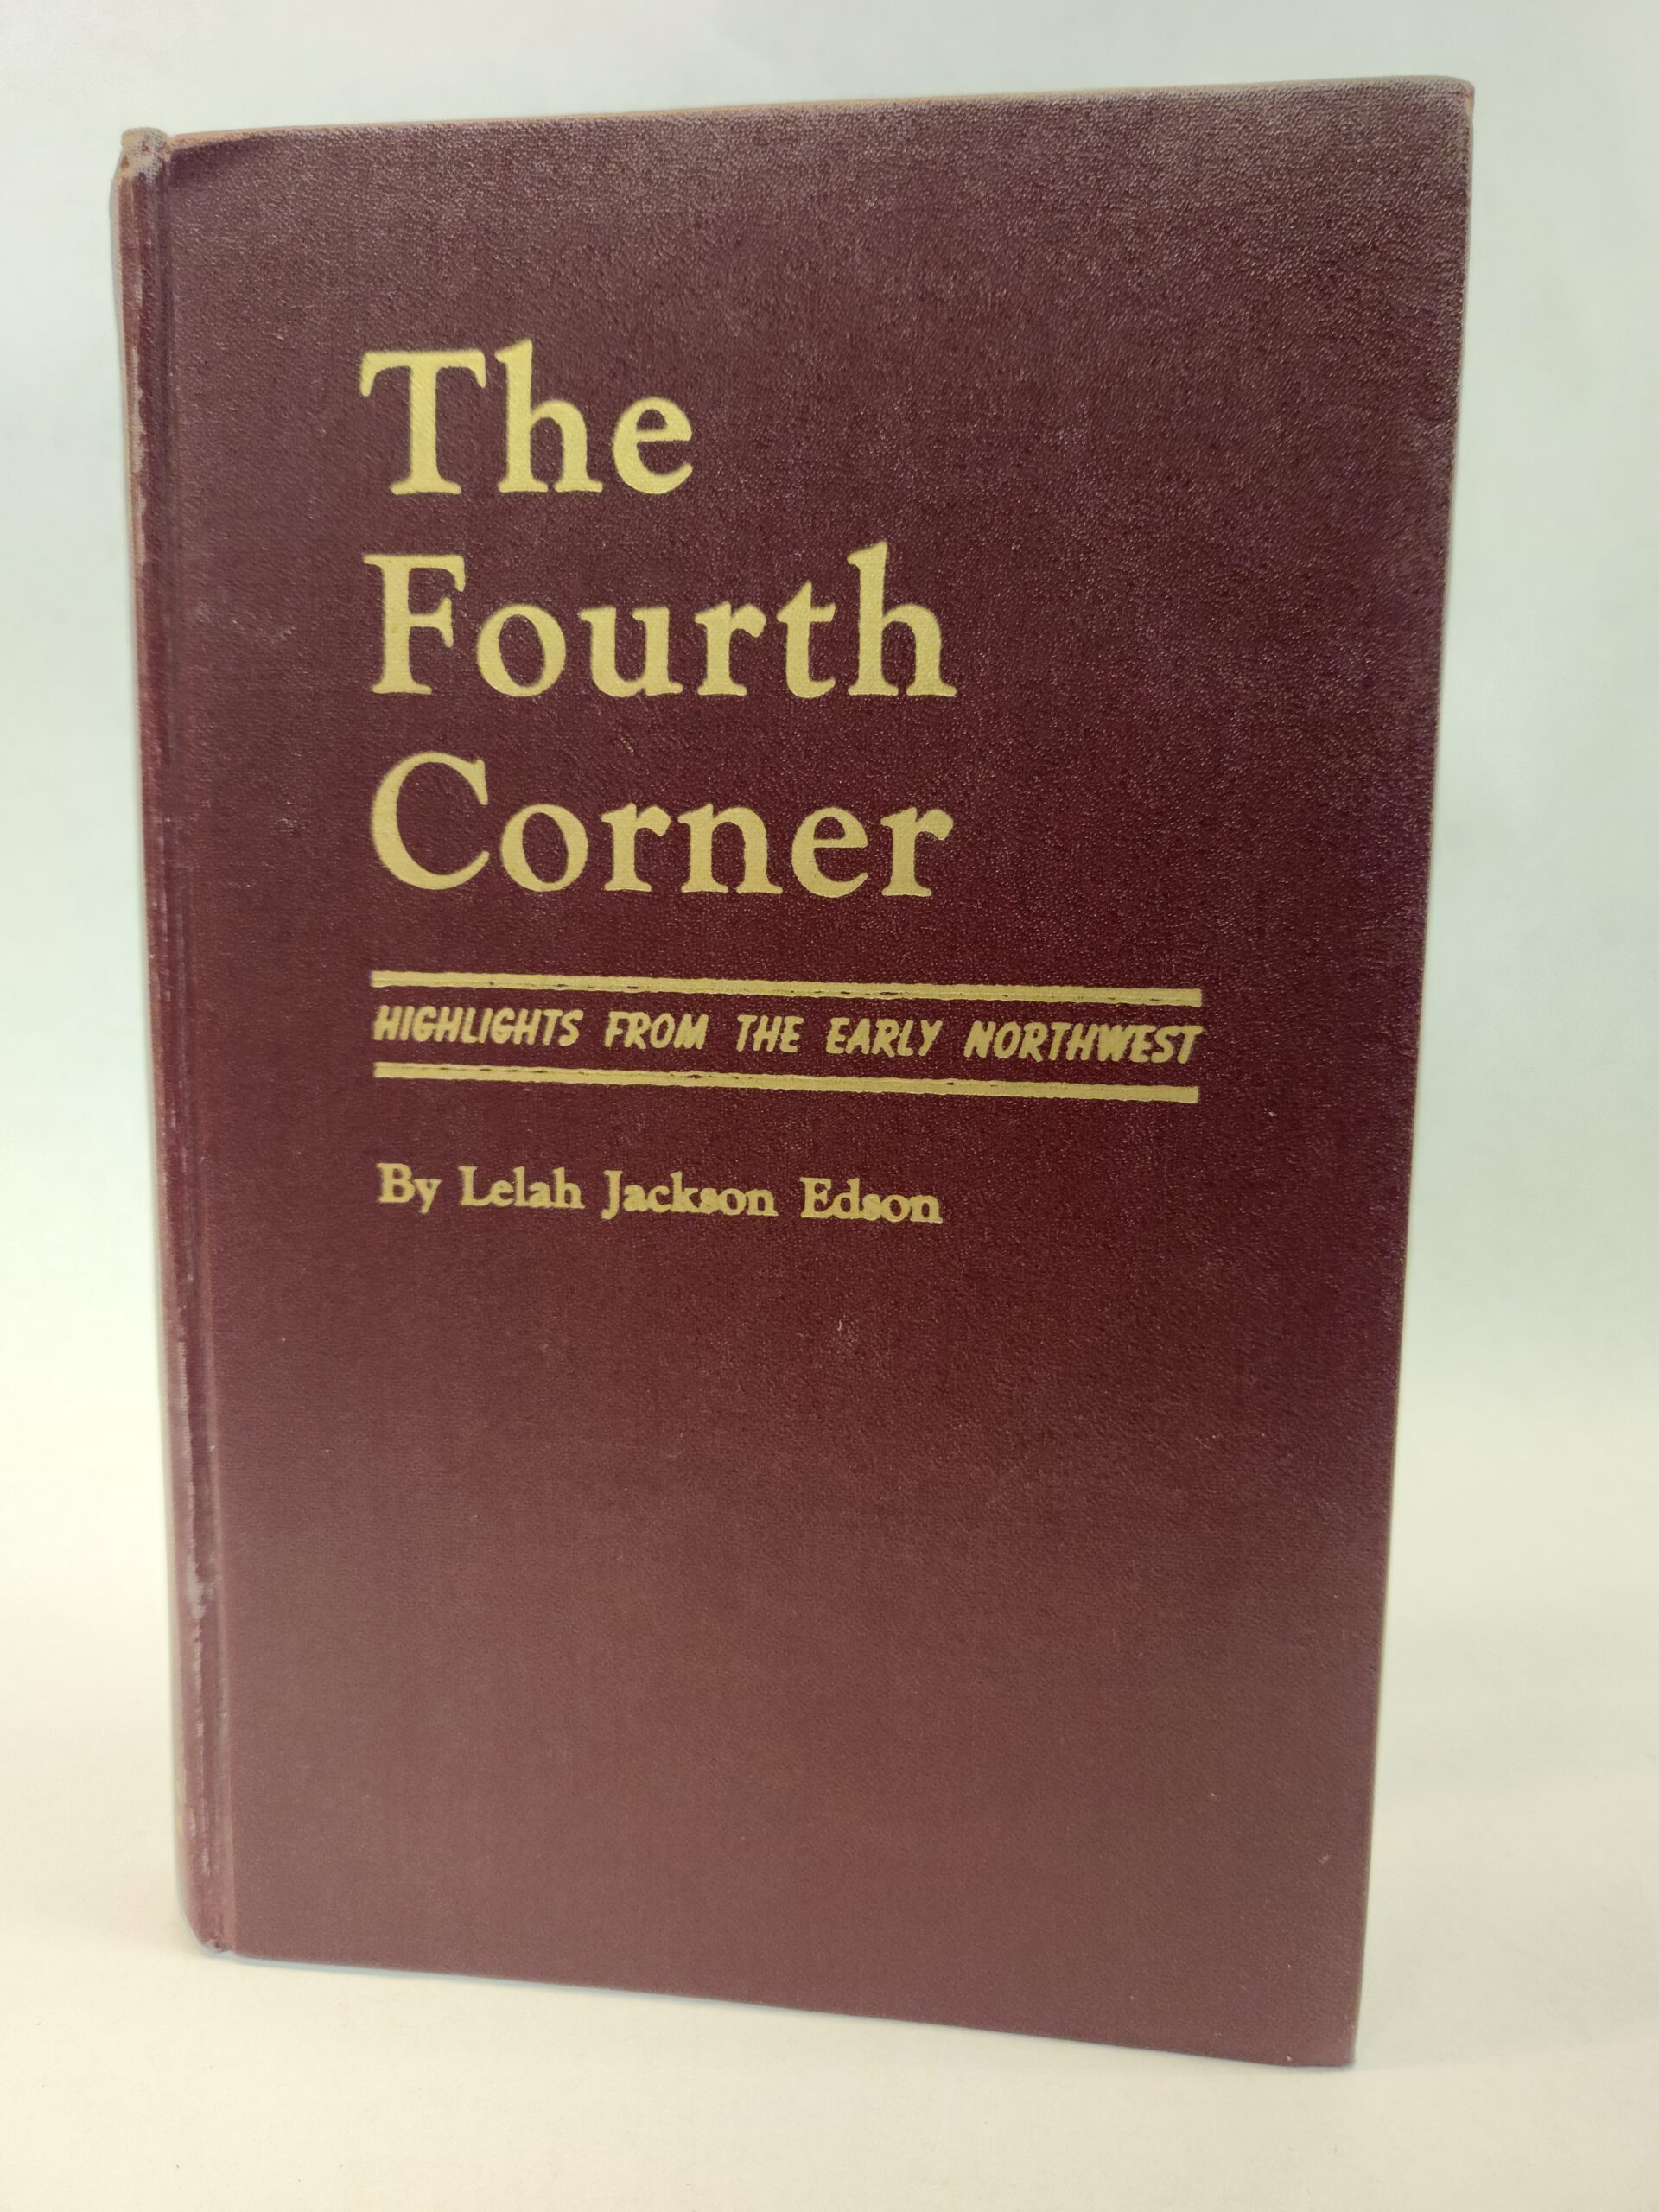 The
Fourth
Corner
HIGHLIGHTS FROM THE EARLY NORTHWEST
By Lelah Jackson Edson